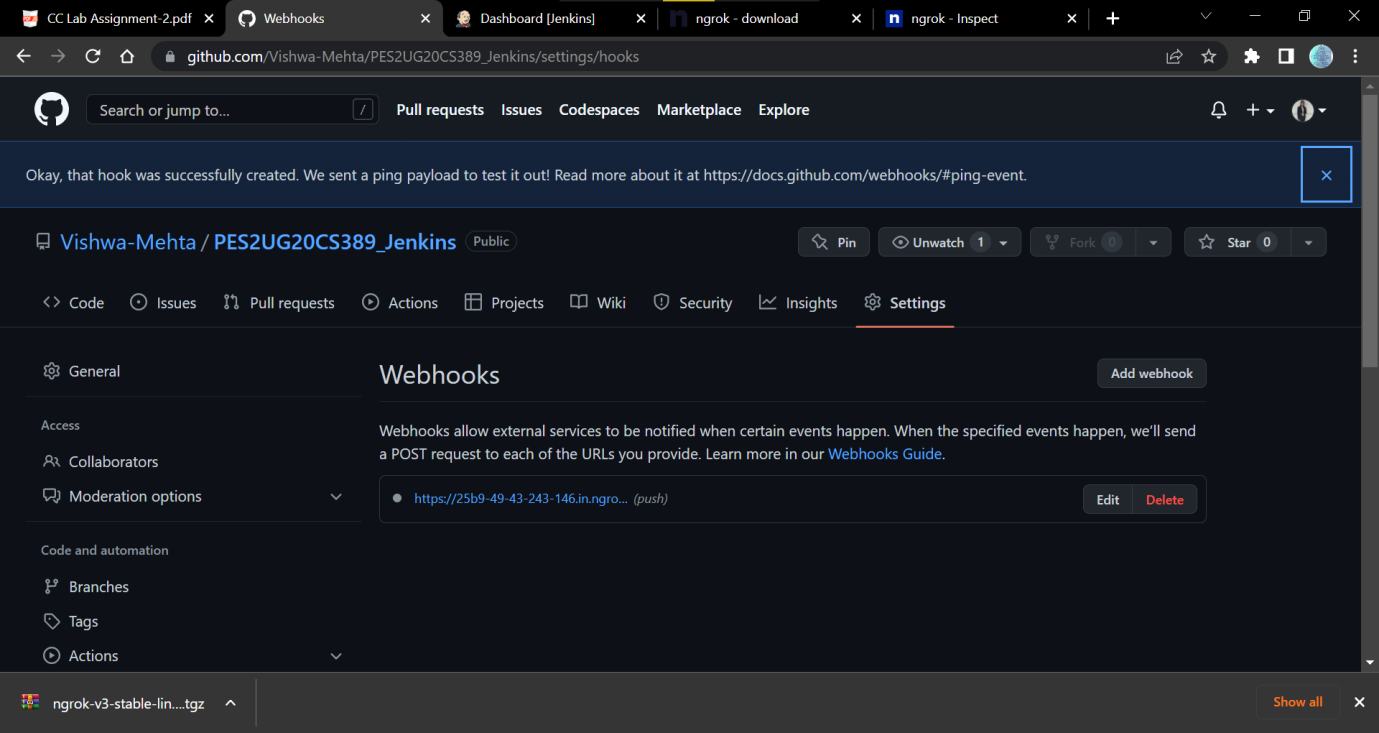 CC Lab Assignment-2.pdf
Webhooks
Dashboard [Jenkins]
ngrok - download
ngrok - Inspect
github.com/Vishwa-Mehta/PES2UG20CS389_Jenkins/settings/hooks
Search or jump to...
/
Pull requests
Issues
Codespaces
Marketplace
Explore
Okay, that hook was successfully created. We sent a ping payload to test it out! Read more about it at https://docs.github.com/webhooks/#ping-event.
Vishwa-Mehta / PES2UG20CS389_Jenkins
Public
Pin
Unwatch 1
Fork 0
Star 0
Code
Issues
Pull requests
Actions
Projects
Wiki
Security
Insights
Settings
General
Access
Collaborators
Moderation options
Code and automation
Branches
Tags
Actions
Webhooks
Add webhook
Webhooks allow external services to be notified when certain events happen. When the specified events happen, we'll send
a POST request to each of the URLs you provide. Learn more in our Webhooks Guide.
https://25b9-49-43-243-146.in.ngro... (push)
Edit
Delete
ngrok-v3-stable-lin....tgz
Show all